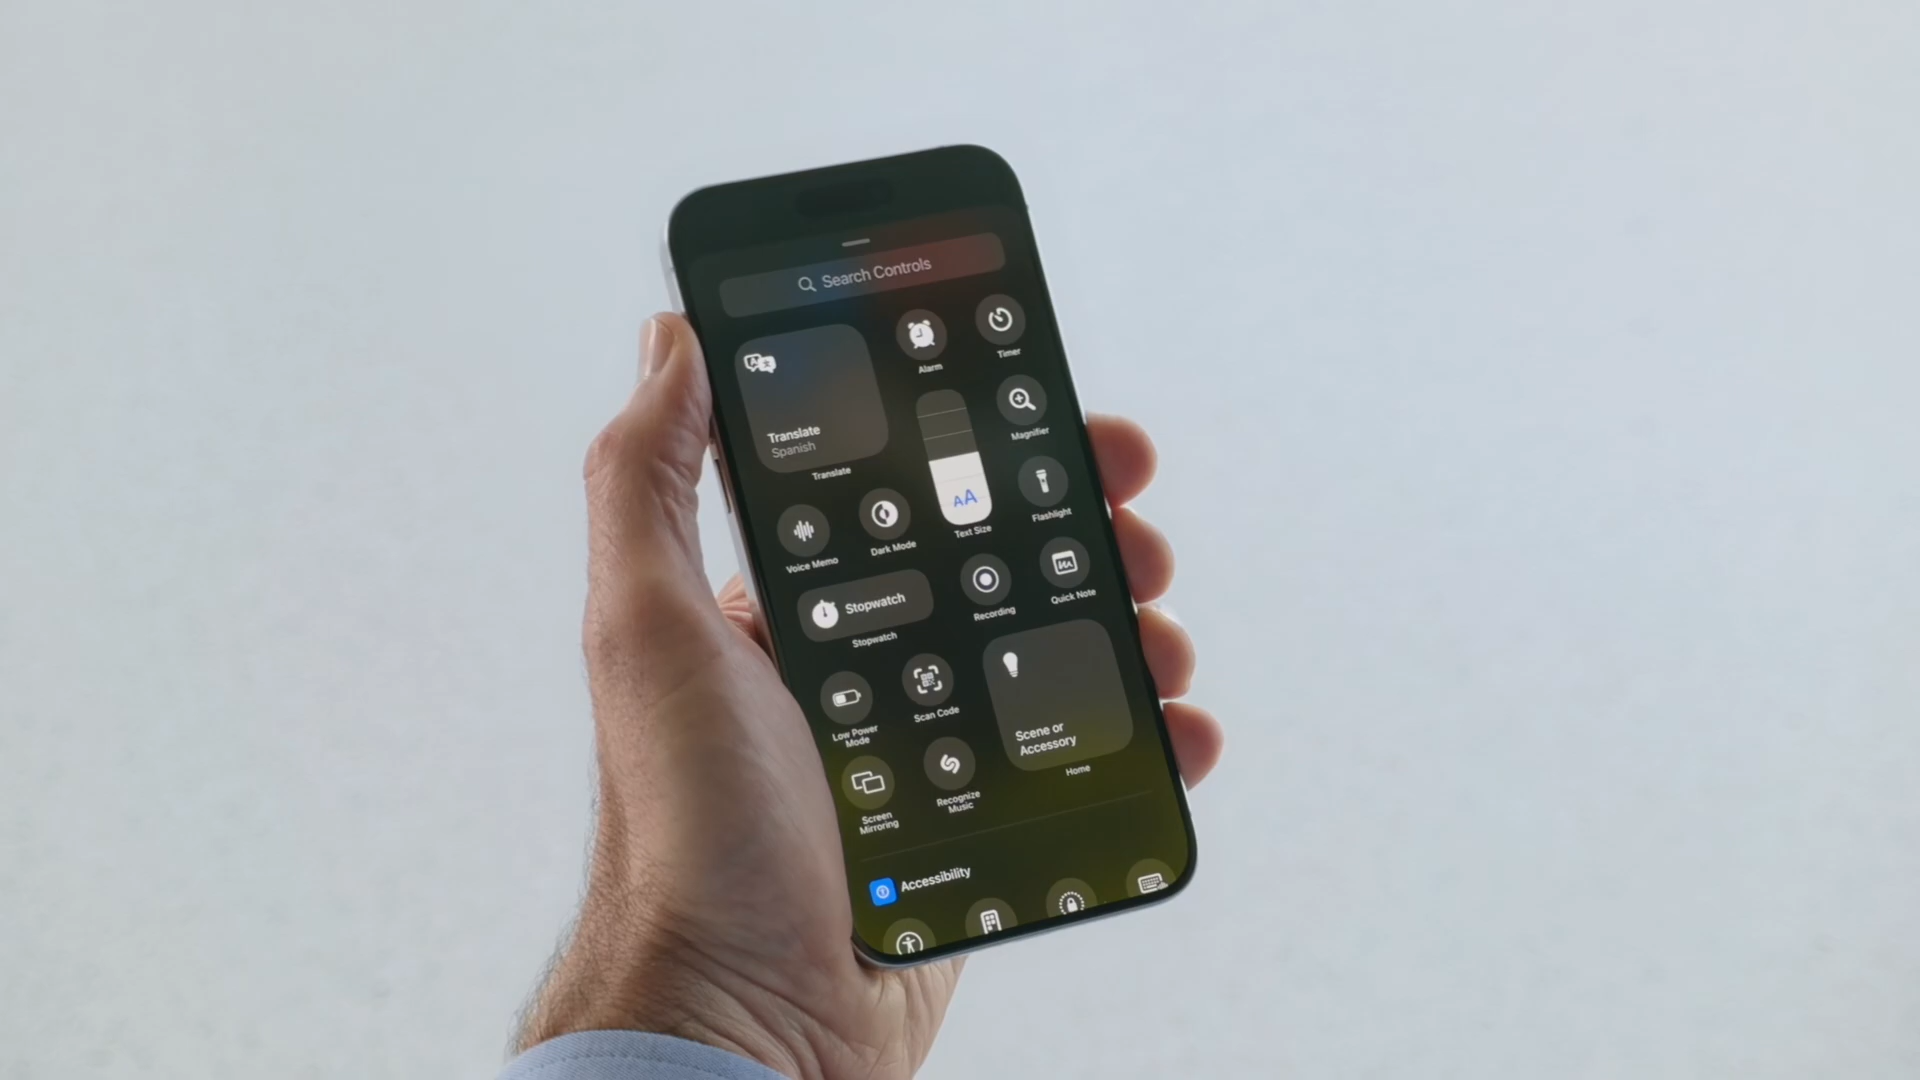 Search Controls
Alarm
Timer
Translate
Spanish
Translate
AA
Text Size
Magnifier
Flashlight
Voice Memo
Dark Mode
Stopwatch
Stopwatch
Recording
Quick Note
Low Power
Mode
Scan Code
Scene or
Accessory
Home
Screen
Mirroring
Recognize
Music
Accessibility